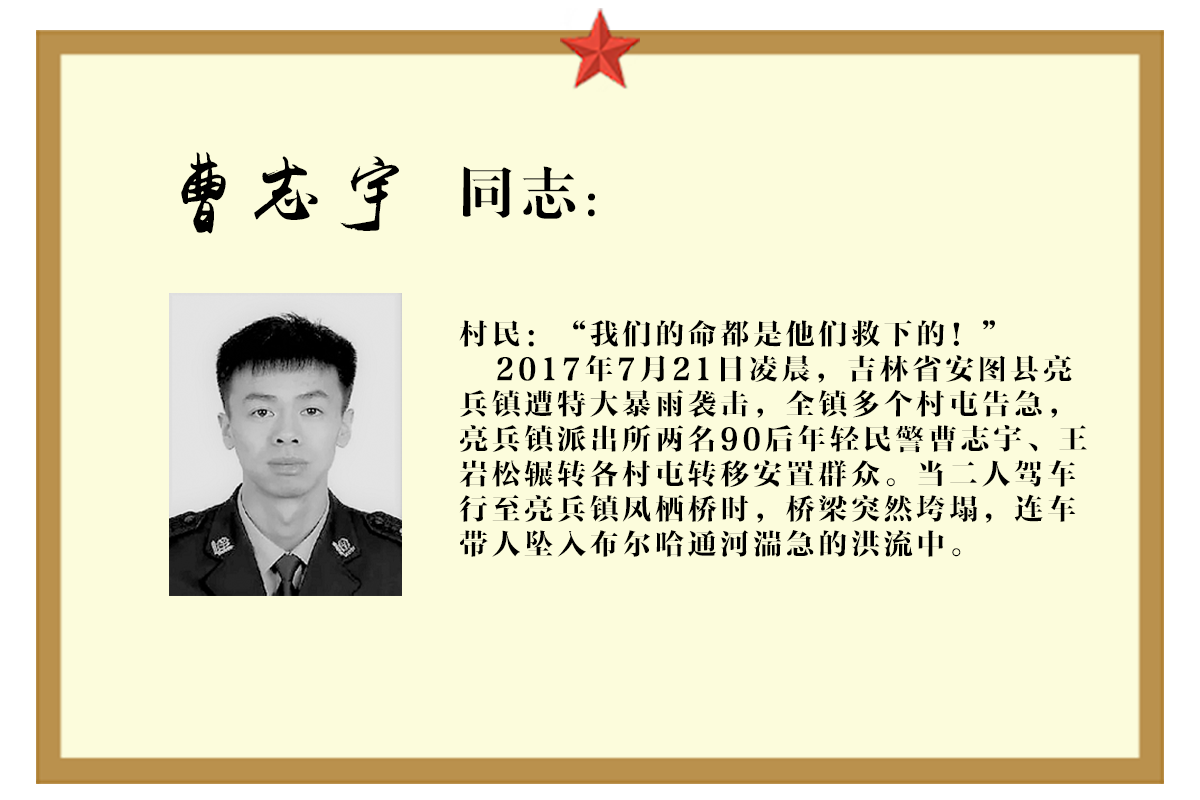 曹志宇 同志：
村民：“我们的命都是他们救下的！”
2017年7月21日凌晨，吉林省安图县亮
兵镇遭特大暴雨袭击，全镇多个村屯告急，
亮兵镇派出所两名90后年轻民警曹志宇、王
岩松辗转各村屯转移安置群众。当二人驾车
行至亮兵镇凤栖桥时，桥梁突然垮塌，连车
带人坠入布尔哈通河湍急的洪流中。